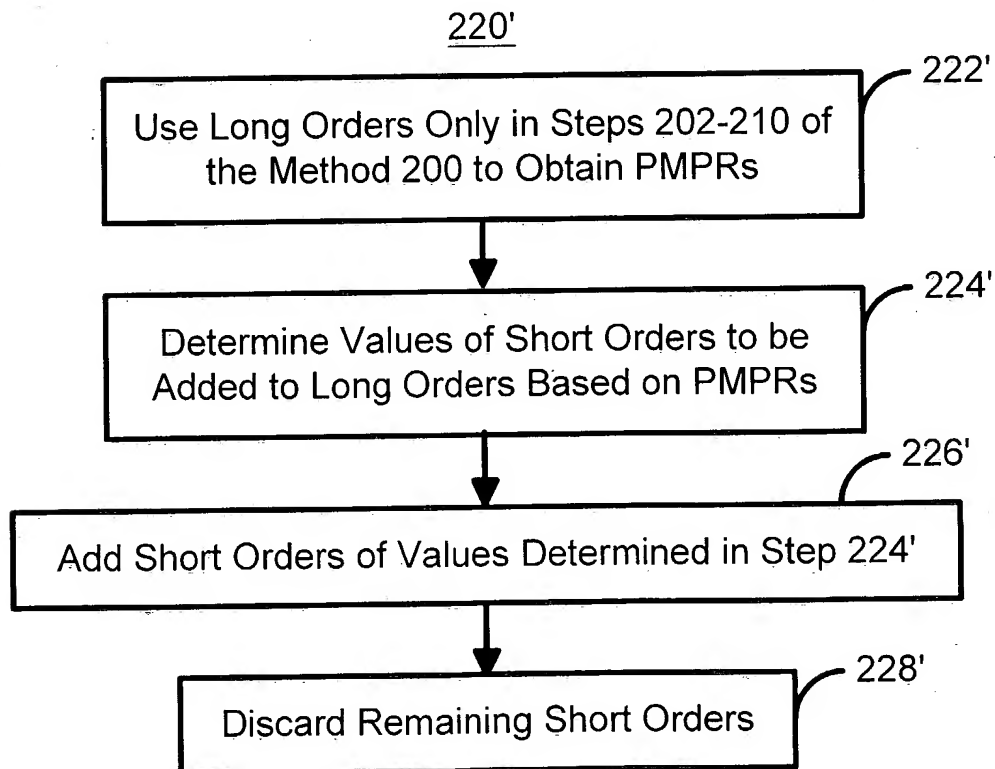 220'
222'
Use Long Orders Only in Steps 202-210 of
the Method 200 to Obtain PMPRs
224'
Determine Values of Short Orders to be
Added to Long Orders Based on PMPRs
226'
Add Short Orders of Values Determined in Step 224'
228'
Discard Remaining Short Orders